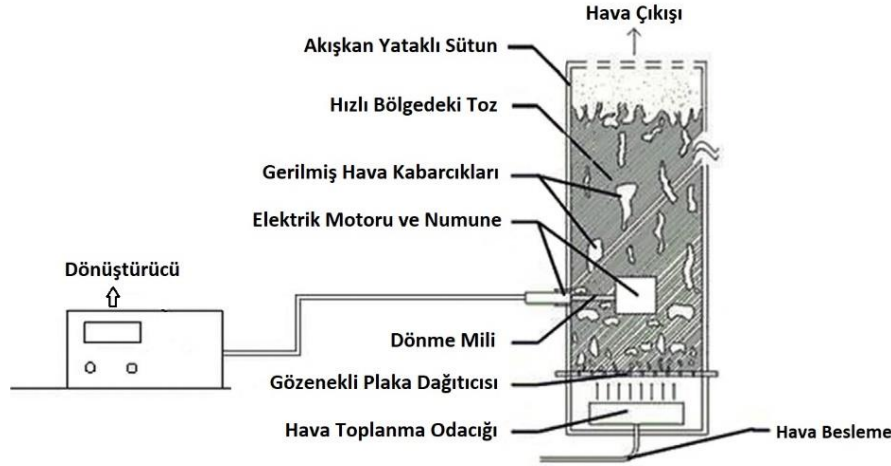 Hava Çıkışı
Akışkan Yataklı Sütun
Hızlı Bölgedeki Toz
Gerilmiş Hava Kabarcıkları
Elektrik Motoru ve Numune
Dönüştürücü
Dönme Mili
Gözenekli Plaka Dağıtıcısı
Hava Toplanma Odacığı
Hava Besleme